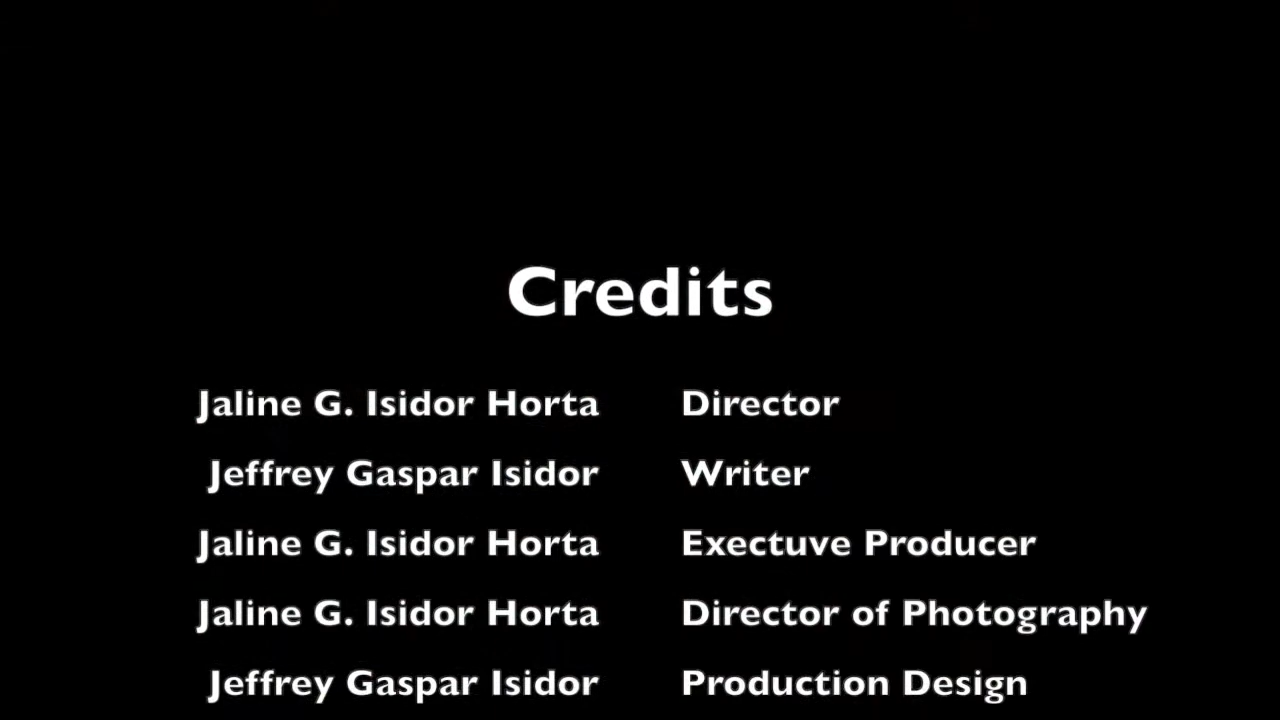 Credits
Jaline G. Isidor Horta Director
Jeffrey Gaspar Isidor Writer
Jaline G. Isidor Horta Exectuve Producer
Jaline G. Isidor Horta Director of Photography
Jeffrey Gaspar Isidor Production Design